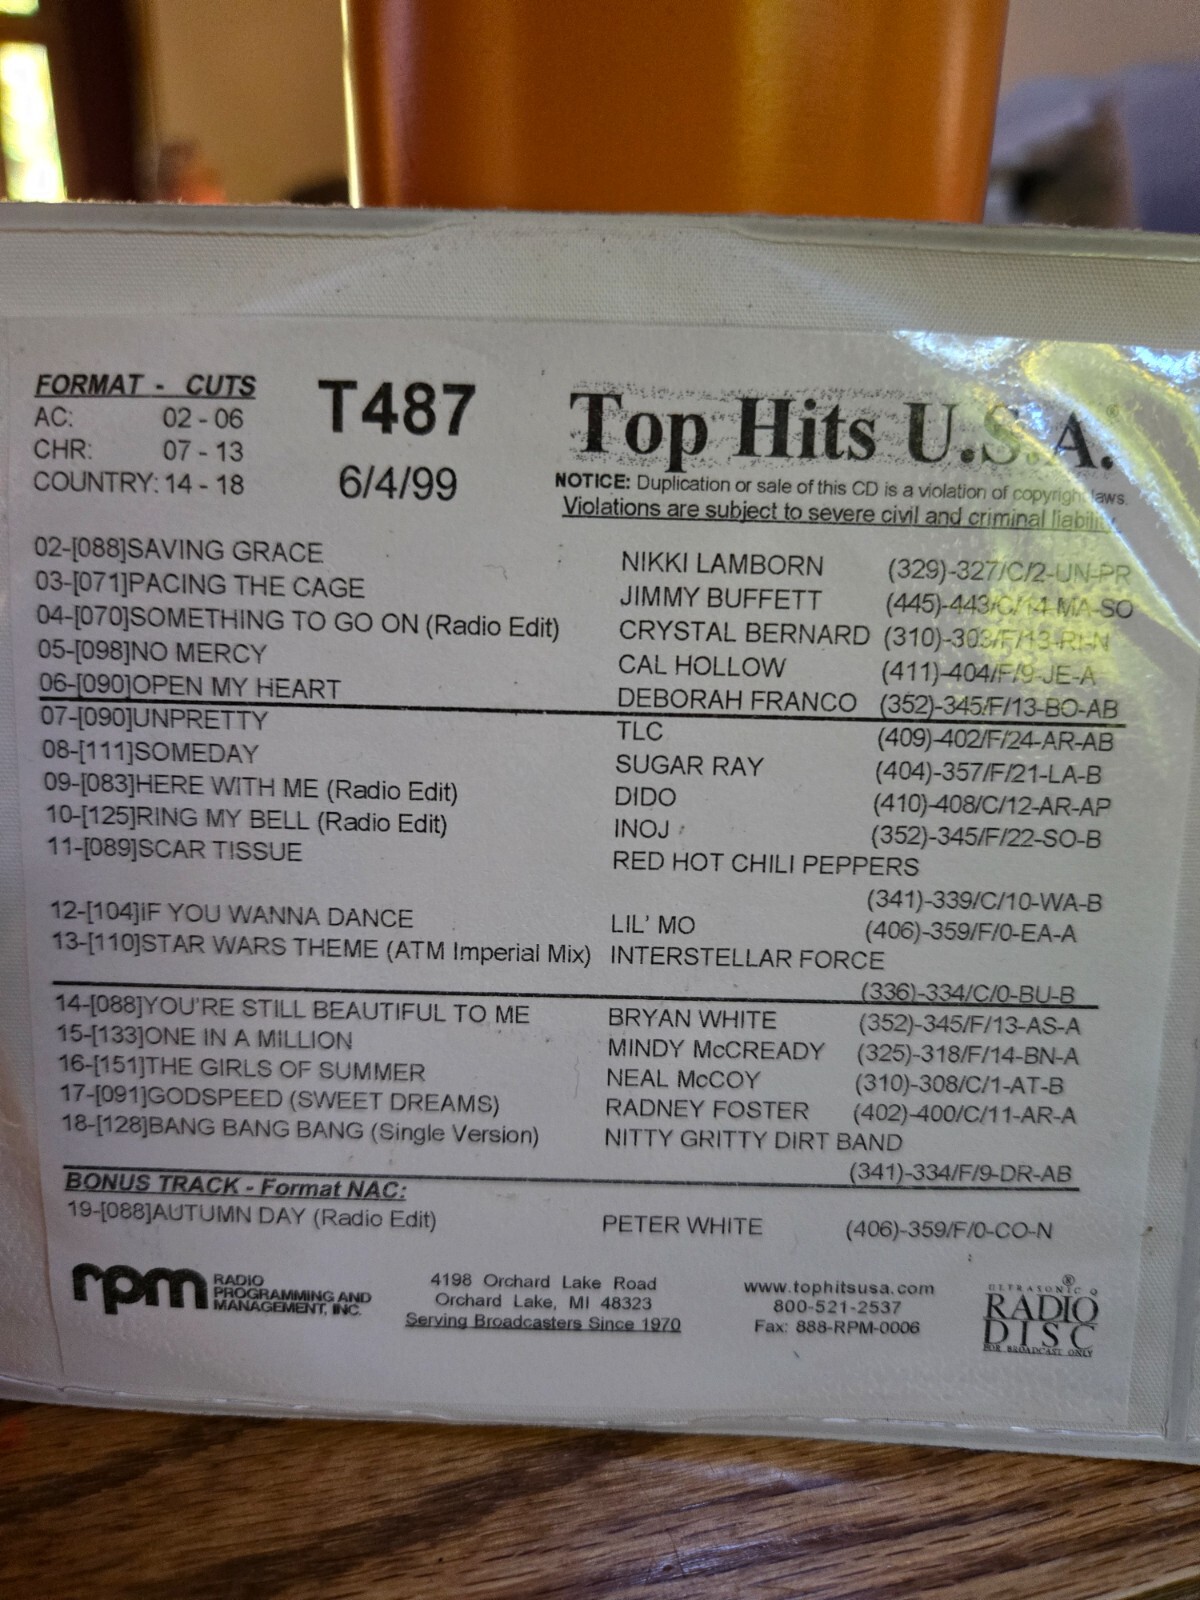 FORMAT - CUTS
AC: 02 - 06
CHR: 07 - 13
COUNTRY: 14 - 18
T487
6/4/99
Top Hits U.S.A.®
NOTICE: Duplication or sale of this CD is a violation of copyright laws.
Violations are subject to severe civil and criminal liability.
02-[088]SAVING GRACE NIKKI LAMBORN (329)-327/C/2-UN-PR
03-[071]PACING THE CAGE JIMMY BUFFETT (445)-443/C/14-MA-SO
04-[070]SOMETHING TO GO ON (Radio Edit) CRYSTAL BERNARD (310)-303/F/13-RI-N
05-[098]NO MERCY CAL HOLLOW (411)-404/F/9-JE-A
06-[090]OPEN MY HEART DEBORAH FRANCO (352)-345/F/13-BO-AB
07-[090]UNPRETTY TLC (409)-402/F/24-AR-AB
08-[111]SOMEDAY SUGAR RAY (404)-357/F/21-LA-B
09-[083]HERE WITH ME (Radio Edit) DIDO (410)-408/C/12-AR-AP
10-[125]RING MY BELL (Radio Edit) INOJ (352)-345/F/22-SO-B
11-[089]SCAR TISSUE RED HOT CHILI PEPPERS
(341)-339/C/10-WA-B
12-[104]IF YOU WANNA DANCE LIL' MO (406)-359/F/0-EA-A
13-[110]STAR WARS THEME (ATM Imperial Mix) INTERSTELLAR FORCE
(336)-334/C/0-BU-B
14-[088]YOU'RE STILL BEAUTIFUL TO ME BRYAN WHITE (352)-345/F/13-AS-A
15-[133]ONE IN A MILLION MINDY McCREADY (325)-318/F/14-BN-A
16-[151]THE GIRLS OF SUMMER NEAL McCOY (310)-308/C/1-AT-B
17-[091]GODSPEED (SWEET DREAMS) RADNEY FOSTER (402)-400/C/11-AR-A
18-[128]BANG BANG BANG (Single Version) NITTY GRITTY DIRT BAND
(341)-334/F/9-DR-AB
BONUS TRACK - Format NAC:
19-[088]AUTUMN DAY (Radio Edit) PETER WHITE (406)-359/F/0-CO-N
rpm RADIO
PROGRAMMING AND
MANAGEMENT, INC.
4198 Orchard Lake Road
Orchard Lake, MI 48323
Serving Broadcasters Since 1970
www.tophitsusa.com
800-521-2537
Fax: 888-RPM-0006
®
ULTRASONIC Q
RADIO
DISC
FOR BROADCAST ONLY